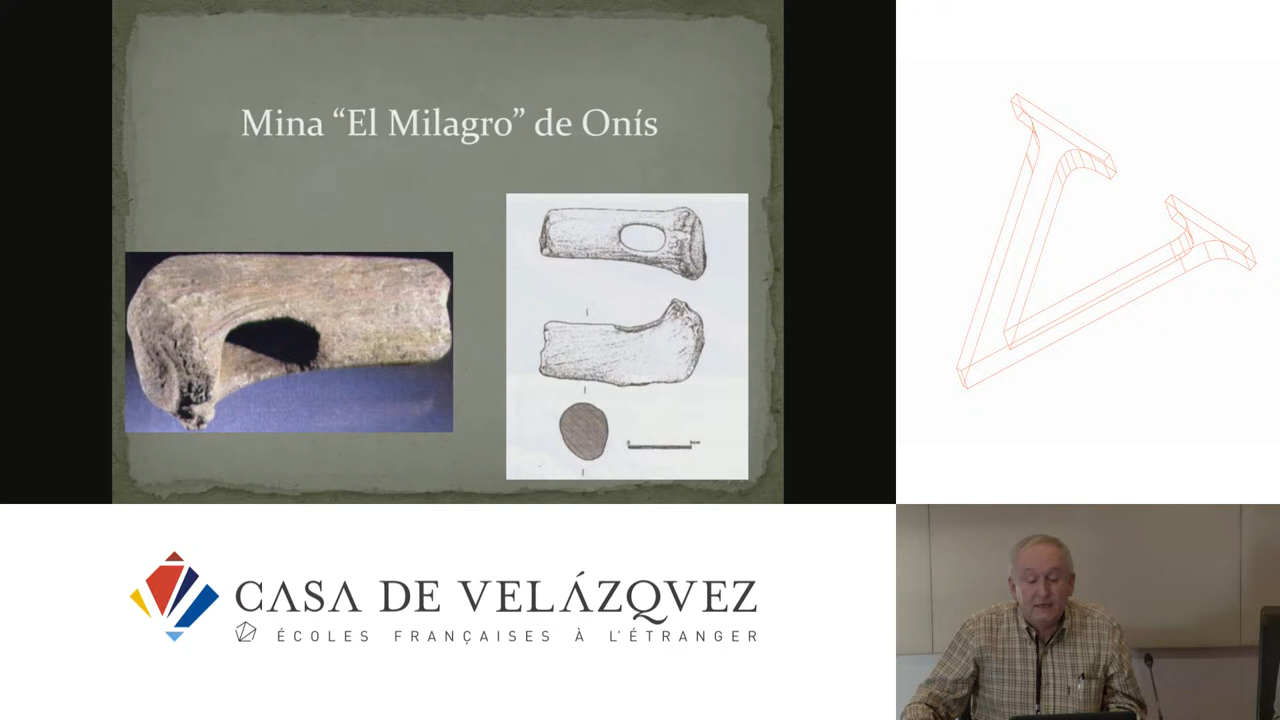 Mina “El Milagro” de Onís
CASA DE VELÁZQVEZ
ÉCOLES FRANÇAISES À L'ÉTRANGER